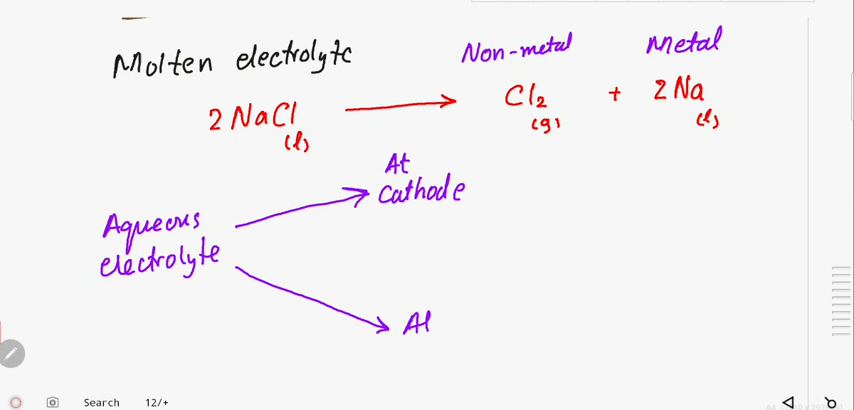 Molten electrolyte
Non-metal Metal
2 NaCl (l) → Cl2 (g) + 2 Na (l)
At
Cathode
Aqueous
electrolyte
At
Search 12/+